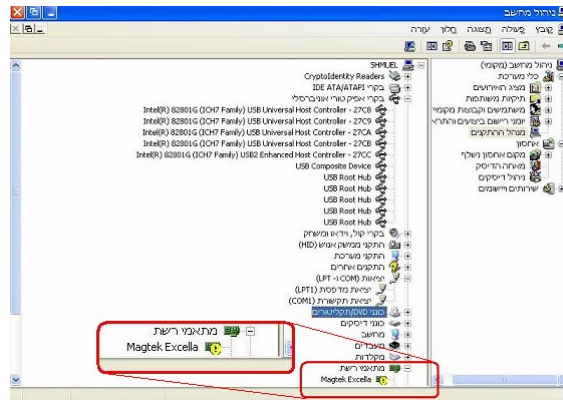 ניהול מחשב
קובץ פעולה תצוגה חלון עזרה
ניהול מחשב (מקומי)
כלי מערכת
מציג האירועים
תיקיות משותפות
משתמשים וקבוצות מקומיי
יומני רישום ביצועים והתרא
מנהל ההתקנים
אחסון
מקום אחסון נשלף
מאחה הדיסק
ניהול דיסקים
שירותים ויישומים
SHMUEL
CryptoIdentity Readers
בקרי IDE ATA/ATAPI
בקרי אפיק טורי אוניברסלי
Intel(R) 82801G (ICH7 Family) USB Universal Host Controller - 27C8
Intel(R) 82801G (ICH7 Family) USB Universal Host Controller - 27C9
Intel(R) 82801G (ICH7 Family) USB Universal Host Controller - 27CA
Intel(R) 82801G (ICH7 Family) USB Universal Host Controller - 27CB
Intel(R) 82801G (ICH7 Family) USB2 Enhanced Host Controller - 27CC
USB Composite Device
USB Root Hub
USB Root Hub
USB Root Hub
USB Root Hub
USB Root Hub
בקרי קול, וידאו ומשחק
התקני ממשק אנוש (HID)
התקני מערכת
התקנים אחרים
יציאות (COM ו- LPT)
יציאת מדפסת (LPT1)
יציאת תקשורת (COM1)
כונני DVD/תקליטורים
כונני דיסקים
מחשב
מעבדים
מקלדות
מתאמי רשת
Magtek Excella
מתאמי רשת
Magtek Excella